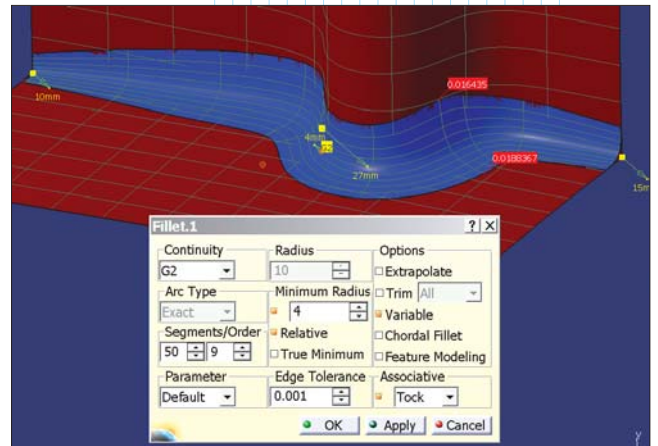 0.016435
10mm
4mm
G2
0.0188367
27mm
15m
Fillet.1
? X
Continuity Radius Options
G2 10 Extrapolate
Arc Type Minimum Radius Trim All
Exact 4 Variable
Segments/Order Relative Chordal Fillet
50 9 True Minimum Feature Modeling
Parameter Edge Tolerance Associative
Default 0.001 Tock
OK Apply Cancel
y